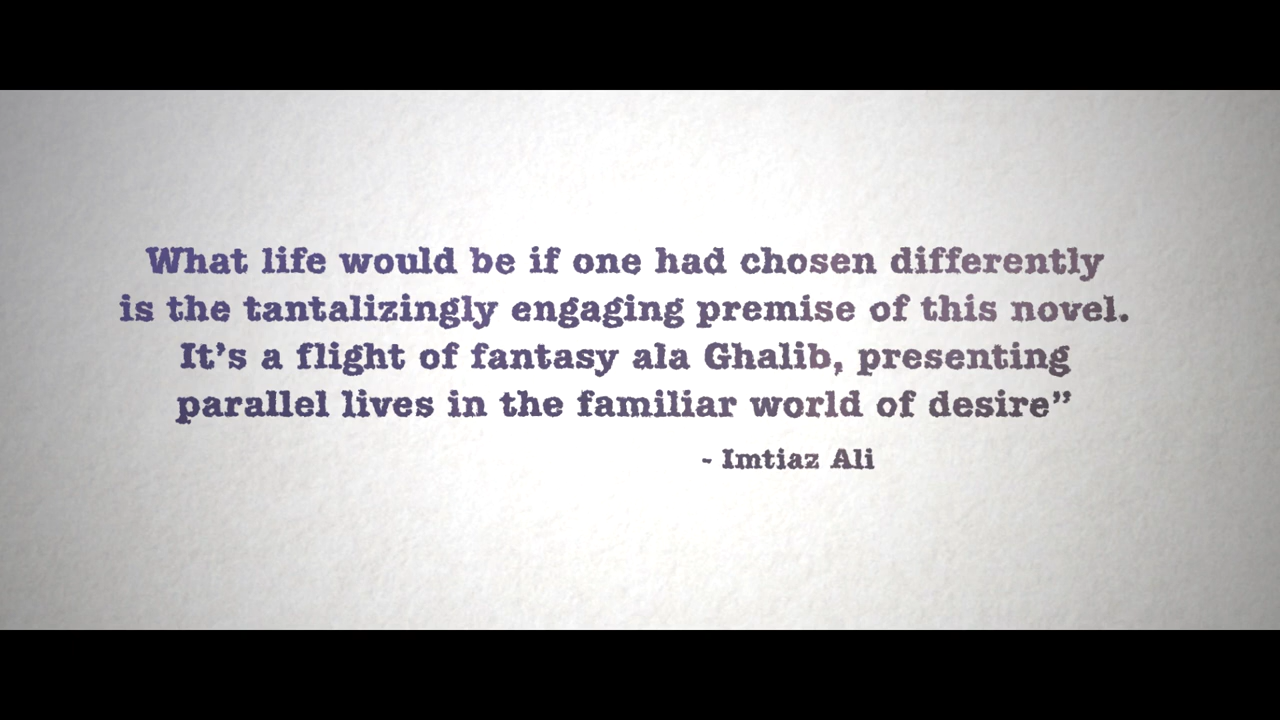 What life would be if one had chosen differently
is the tantalizingly engaging premise of this novel.
It's a flight of fantasy ala Ghalib, presenting
parallel lives in the familiar world of desire”
- Imtiaz Ali